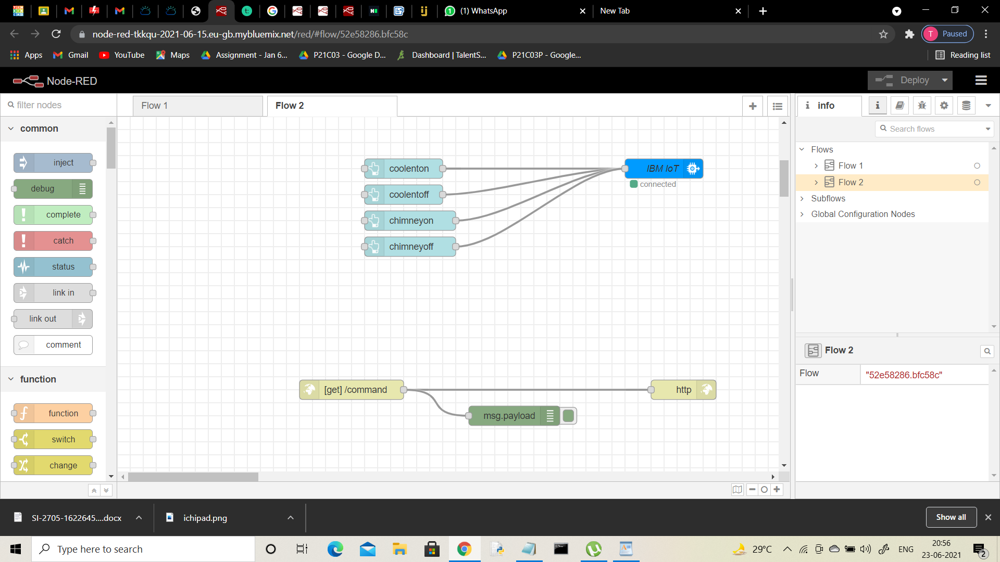 (1) WhatsApp
New Tab
node-red-tkkqu-2021-06-15.eu-gb.mybluemix.net/red/#flow/52e58286.bfc58c
T Paused
Apps
Gmail
YouTube
Maps
Assignment - Jan 6...
P21C03 - Google D...
Dashboard | TalentS...
P21C03P - Google...
Reading list
Node-RED
Deploy
filter nodes
Flow 1
Flow 2
info
Search flows
common
inject
debug
complete
catch
status
link in
link out
comment
function
function
switch
change
coolenton
coolentoff
chimneyon
chimneyoff
IBM IoT
connected
[get] /command
http
msg.payload
Flows
Flow 1
Flow 2
Subflows
Global Configuration Nodes
Flow 2
Flow
"52e58286.bfc58c"
SI-2705-1622645....docx
ichipad.png
Show all
Type here to search
29°C
ENG
20:56
23-06-2021
2